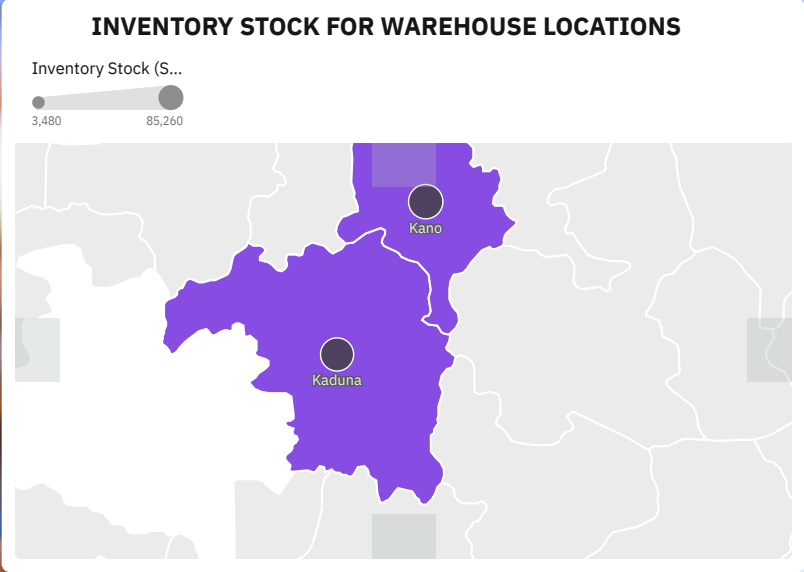 INVENTORY STOCK FOR WAREHOUSE LOCATIONS
Inventory Stock (S...
3,480 85,260
Kano
Kaduna